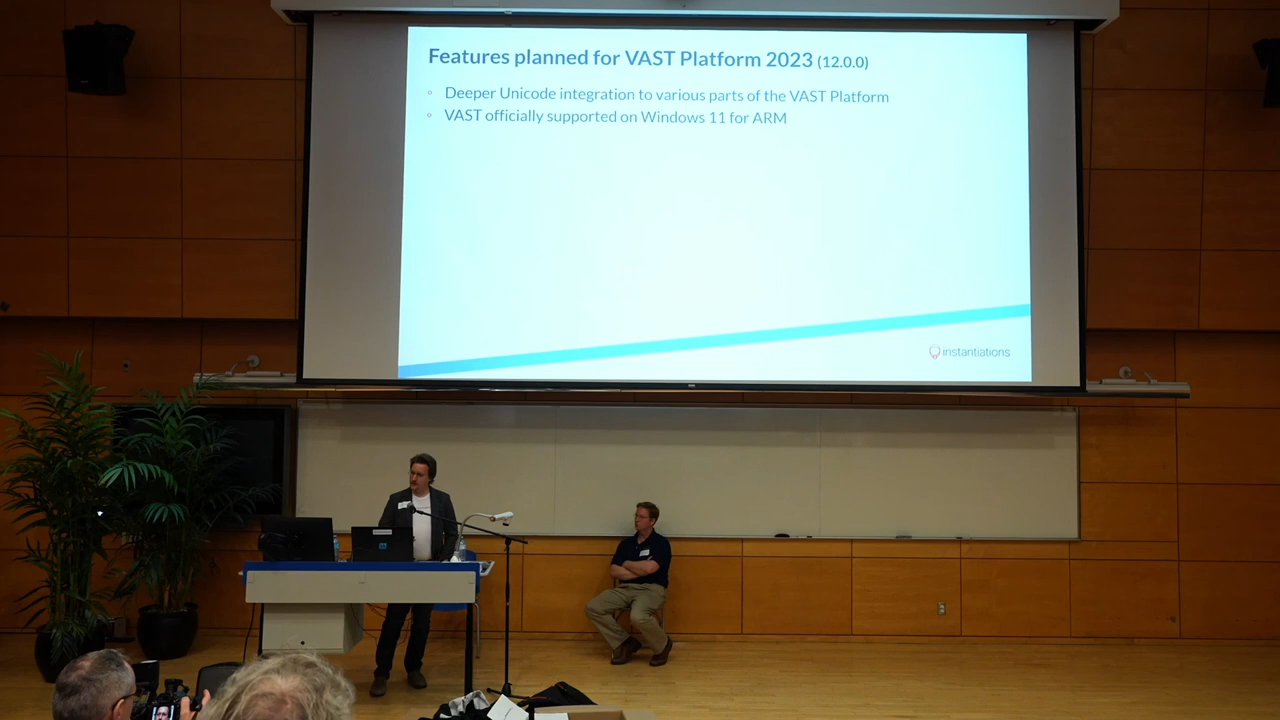 Features planned for VAST Platform 2023 (12.0.0)
Deeper Unicode integration to various parts of the VAST Platform
VAST officially supported on Windows 11 for ARM
instantiations